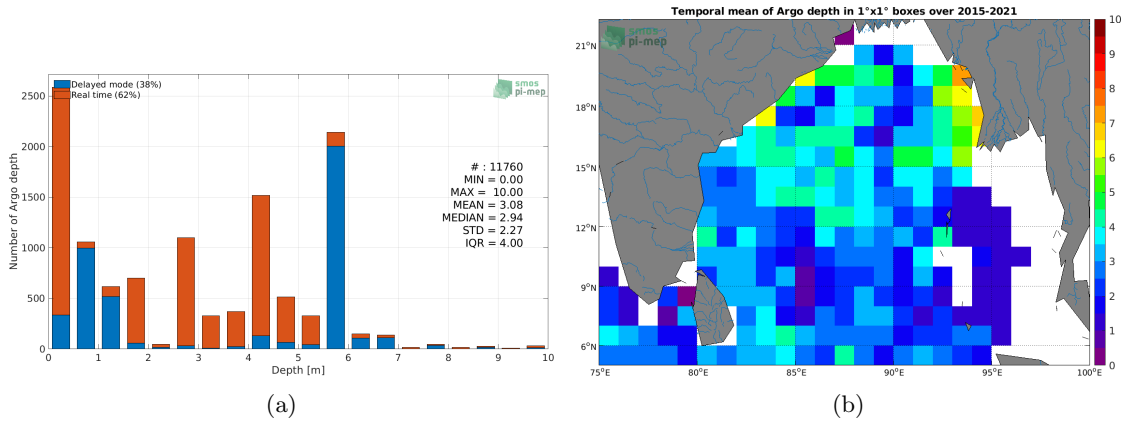 Temporal mean of Argo depth in 1°x1° boxes over 2015-2021
Delayed mode (38%)
Real time (62%)
smos
pi-mep
# : 11760
MIN = 0.00
MAX = 10.00
MEAN = 3.08
MEDIAN = 2.94
STD = 2.27
IQR = 4.00
Number of Argo depth
2500
2000
1500
1000
500
0
0 1 2 3 4 5 6 7 8 9 10
Depth [m]
(a)
smos
pi-mep
21°N
18°N
15°N
12°N
9°N
6°N
75°E 80°E 85°E 90°E 95°E 100°E
10
9
8
7
6
5
4
3
2
1
0
(b)